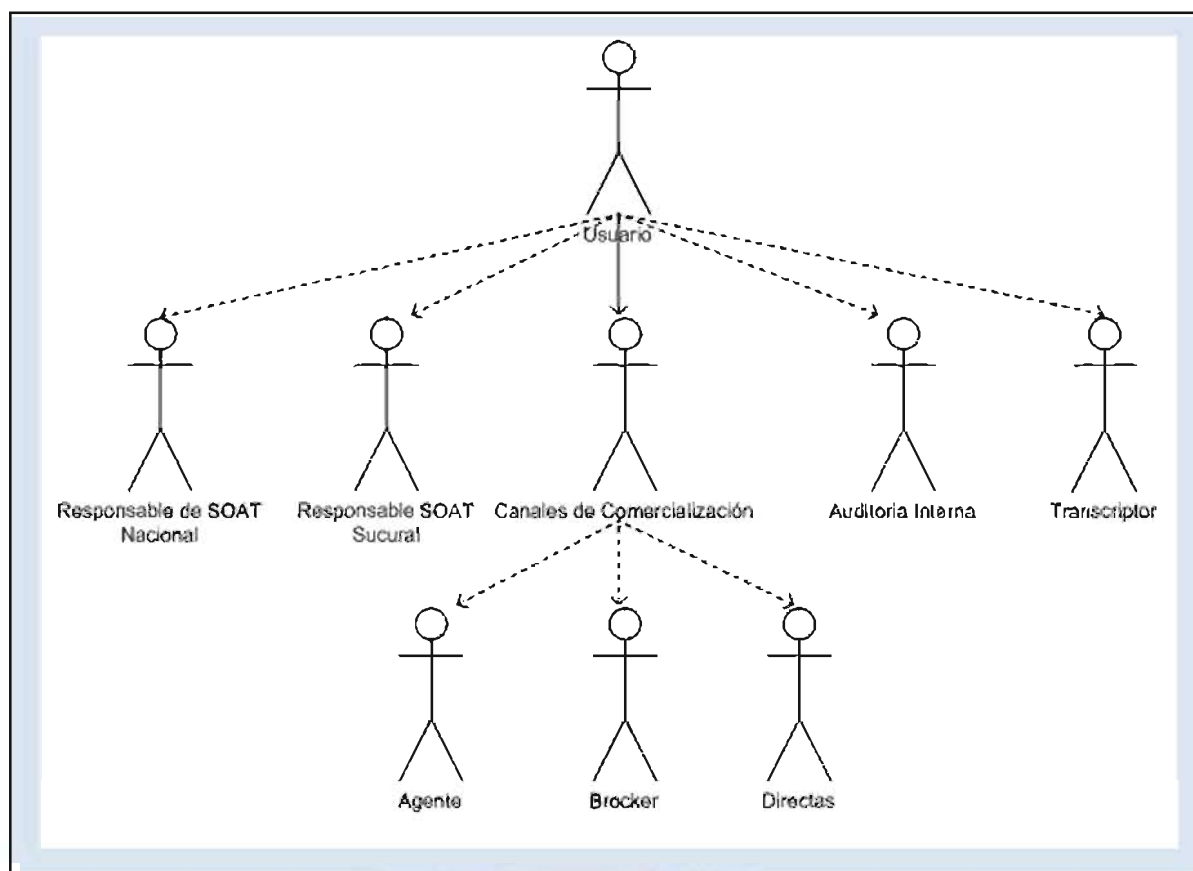 Usuario
Responsable de SOAT
Nacional
Responsable SOAT
Sucural
Canales de Comercialización
Auditoria Interna
Transcriptor
Agente
Brocker
Directas